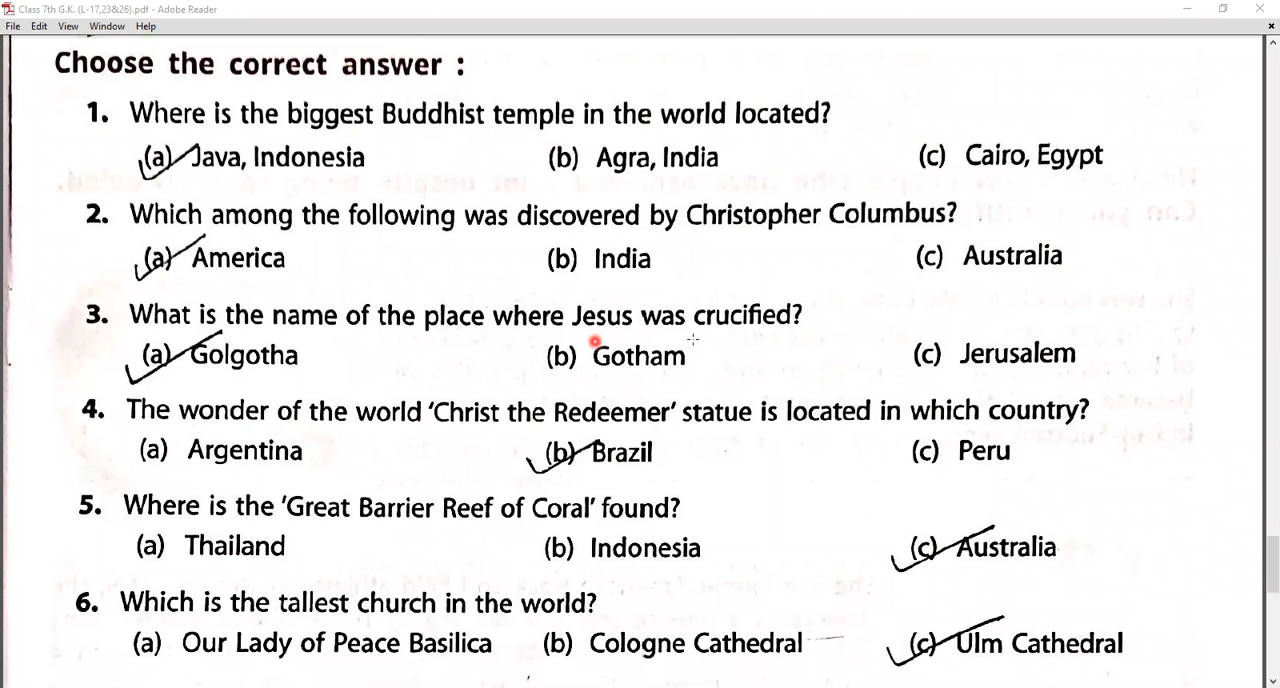 Class 7th G.K. (L-17,23&26).pdf - Adobe Reader
File Edit View Window Help
Choose the correct answer :
1. Where is the biggest Buddhist temple in the world located?
(a) Java, Indonesia (b) Agra, India (c) Cairo, Egypt
2. Which among the following was discovered by Christopher Columbus?
(a) America (b) India (c) Australia
3. What is the name of the place where Jesus was crucified?
(a) Golgotha (b) Gotham (c) Jerusalem
4. The wonder of the world 'Christ the Redeemer' statue is located in which country?
(a) Argentina (b) Brazil (c) Peru
5. Where is the 'Great Barrier Reef of Coral' found?
(a) Thailand (b) Indonesia (c) Australia
6. Which is the tallest church in the world?
(a) Our Lady of Peace Basilica (b) Cologne Cathedral (c) Ulm Cathedral